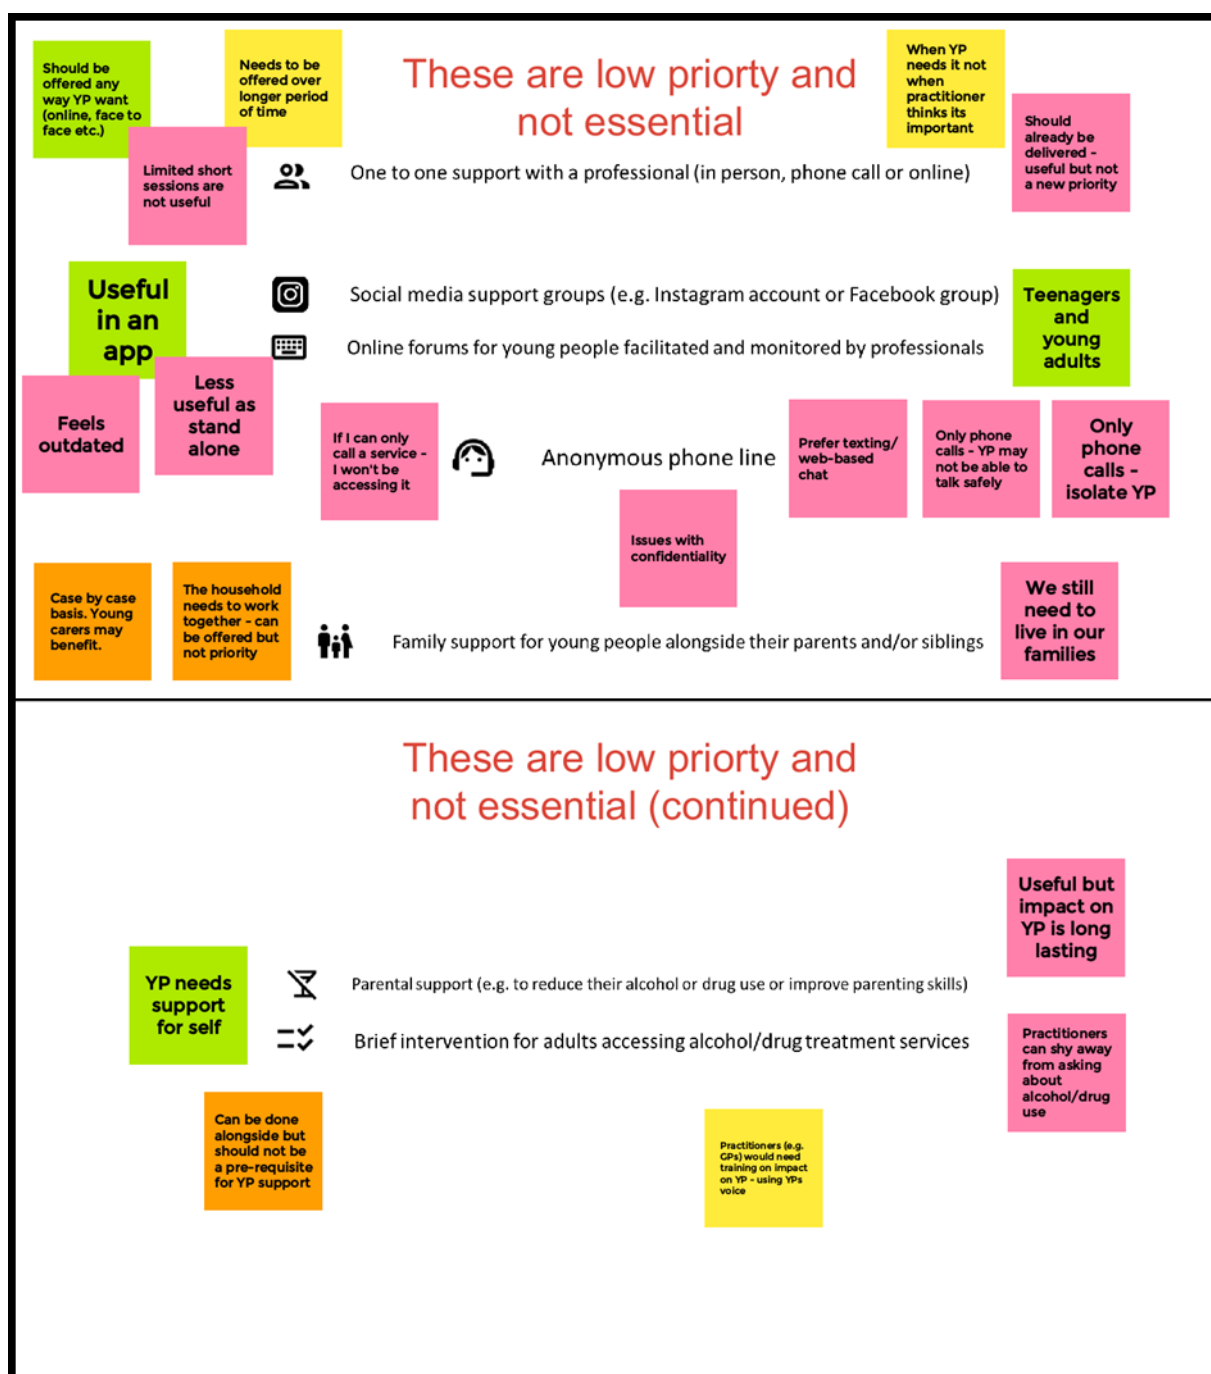 Should be
offered any
way YP want
(online, face to
face etc.)
Needs to be
offered over
longer period
of time
These are low priorty and
not essential
When YP
needs it not
when
practitioner
thinks its
important
Should
already be
delivered -
useful but not
a new priority
Limited short
sessions are
not useful
One to one support with a professional (in person, phone call or online)
Useful
in an
app
Social media support groups (e.g. Instagram account or Facebook group)
Online forums for young people facilitated and monitored by professionals
Teenagers
and
young
adults
Feels
outdated
Less
useful as
stand
alone
If I can only
call a service -
I won't be
accessing it
Anonymous phone line
Prefer texting/
web-based
chat
Only phone
calls - YP may
not be able to
talk safely
Only
phone
calls -
isolate YP
Issues with
confidentiality
Case by case
basis. Young
carers may
benefit.
The household
needs to work
together - can
be offered but
not priority
Family support for young people alongside their parents and/or siblings
We still
need to
live in our
families
These are low priorty and
not essential (continued)
Useful but
impact on
YP is long
lasting
YP needs
support
for self
Parental support (e.g. to reduce their alcohol or drug use or improve parenting skills)
Brief intervention for adults accessing alcohol/drug treatment services
Practitioners
can shy away
from asking
about
alcohol/drug
use
Can be done
alongside but
should not be
a pre-requisite
for YP support
Practitioners (e.g.
GPs) would need
training on impact
on YP - using YPs
voice